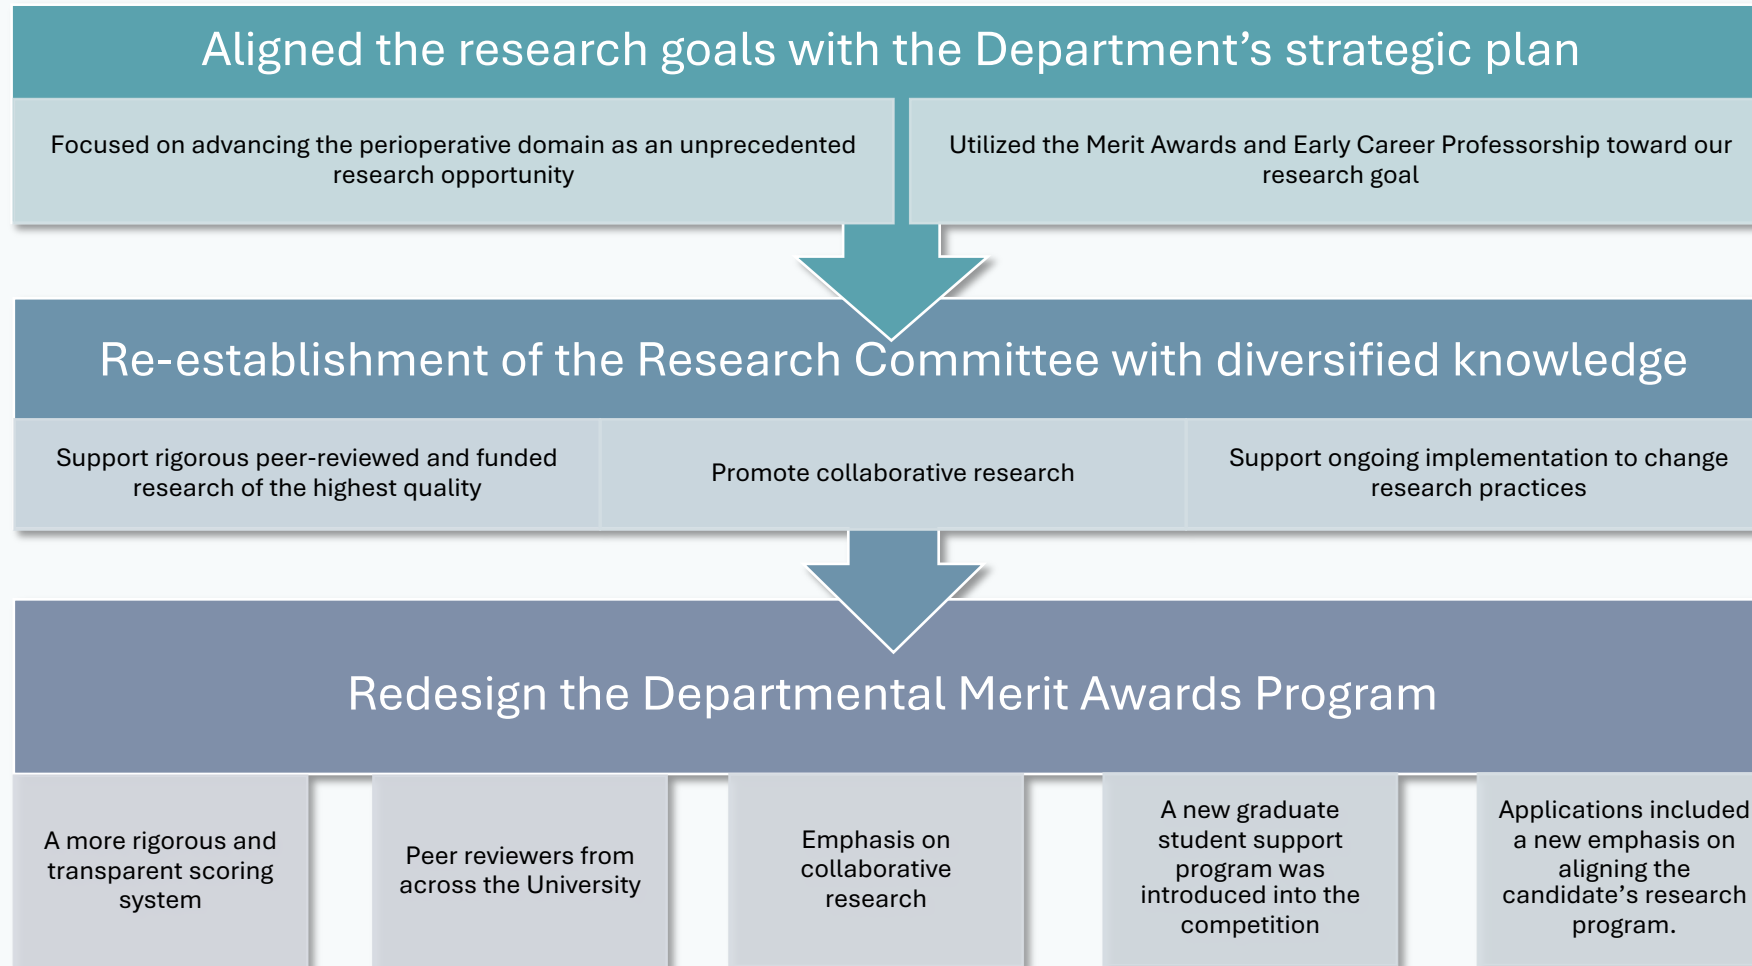 Aligned the research goals with the Department’s strategic plan
Focused on advancing the perioperative domain as an unprecedented
research opportunity
Utilized the Merit Awards and Early Career Professorship toward our
research goal
Re-establishment of the Research Committee with diversified knowledge
Support rigorous peer-reviewed and funded
research of the highest quality
Promote collaborative research
Support ongoing implementation to change
research practices
Redesign the Departmental Merit Awards Program
A more rigorous and
transparent scoring
system
Peer reviewers from
across the University
Emphasis on
collaborative
research
A new graduate
student support
program was
introduced into the
competition
Applications included
a new emphasis on
aligning the
candidate’s research
program.